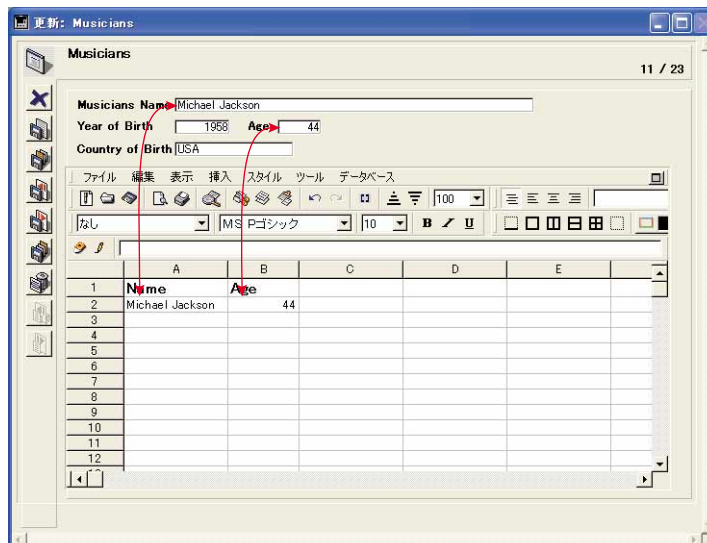 更新: Musicians
Musicians
11 / 23
Musicians Name Michael Jackson
Year of Birth 1958 Age 44
Country of Birth USA
ファイル 編集 表示 挿入 スタイル ツール データベース
100
なし MS Pゴシック 10 B I U
A B C D E
1 Name Age
2 Michael Jackson 44
3
4
5
6
7
8
9
10
11
12